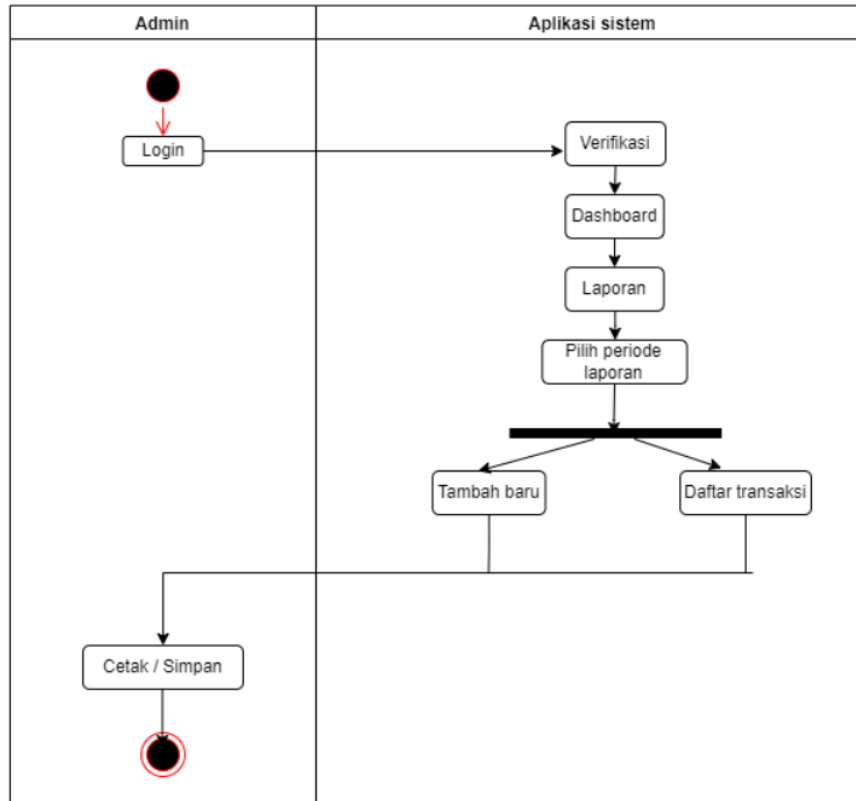 Admin
Aplikasi sistem
Login
Verifikasi
Dashboard
Laporan
Pilih periode
laporan
Tambah baru
Daftar transaksi
Cetak / Simpan